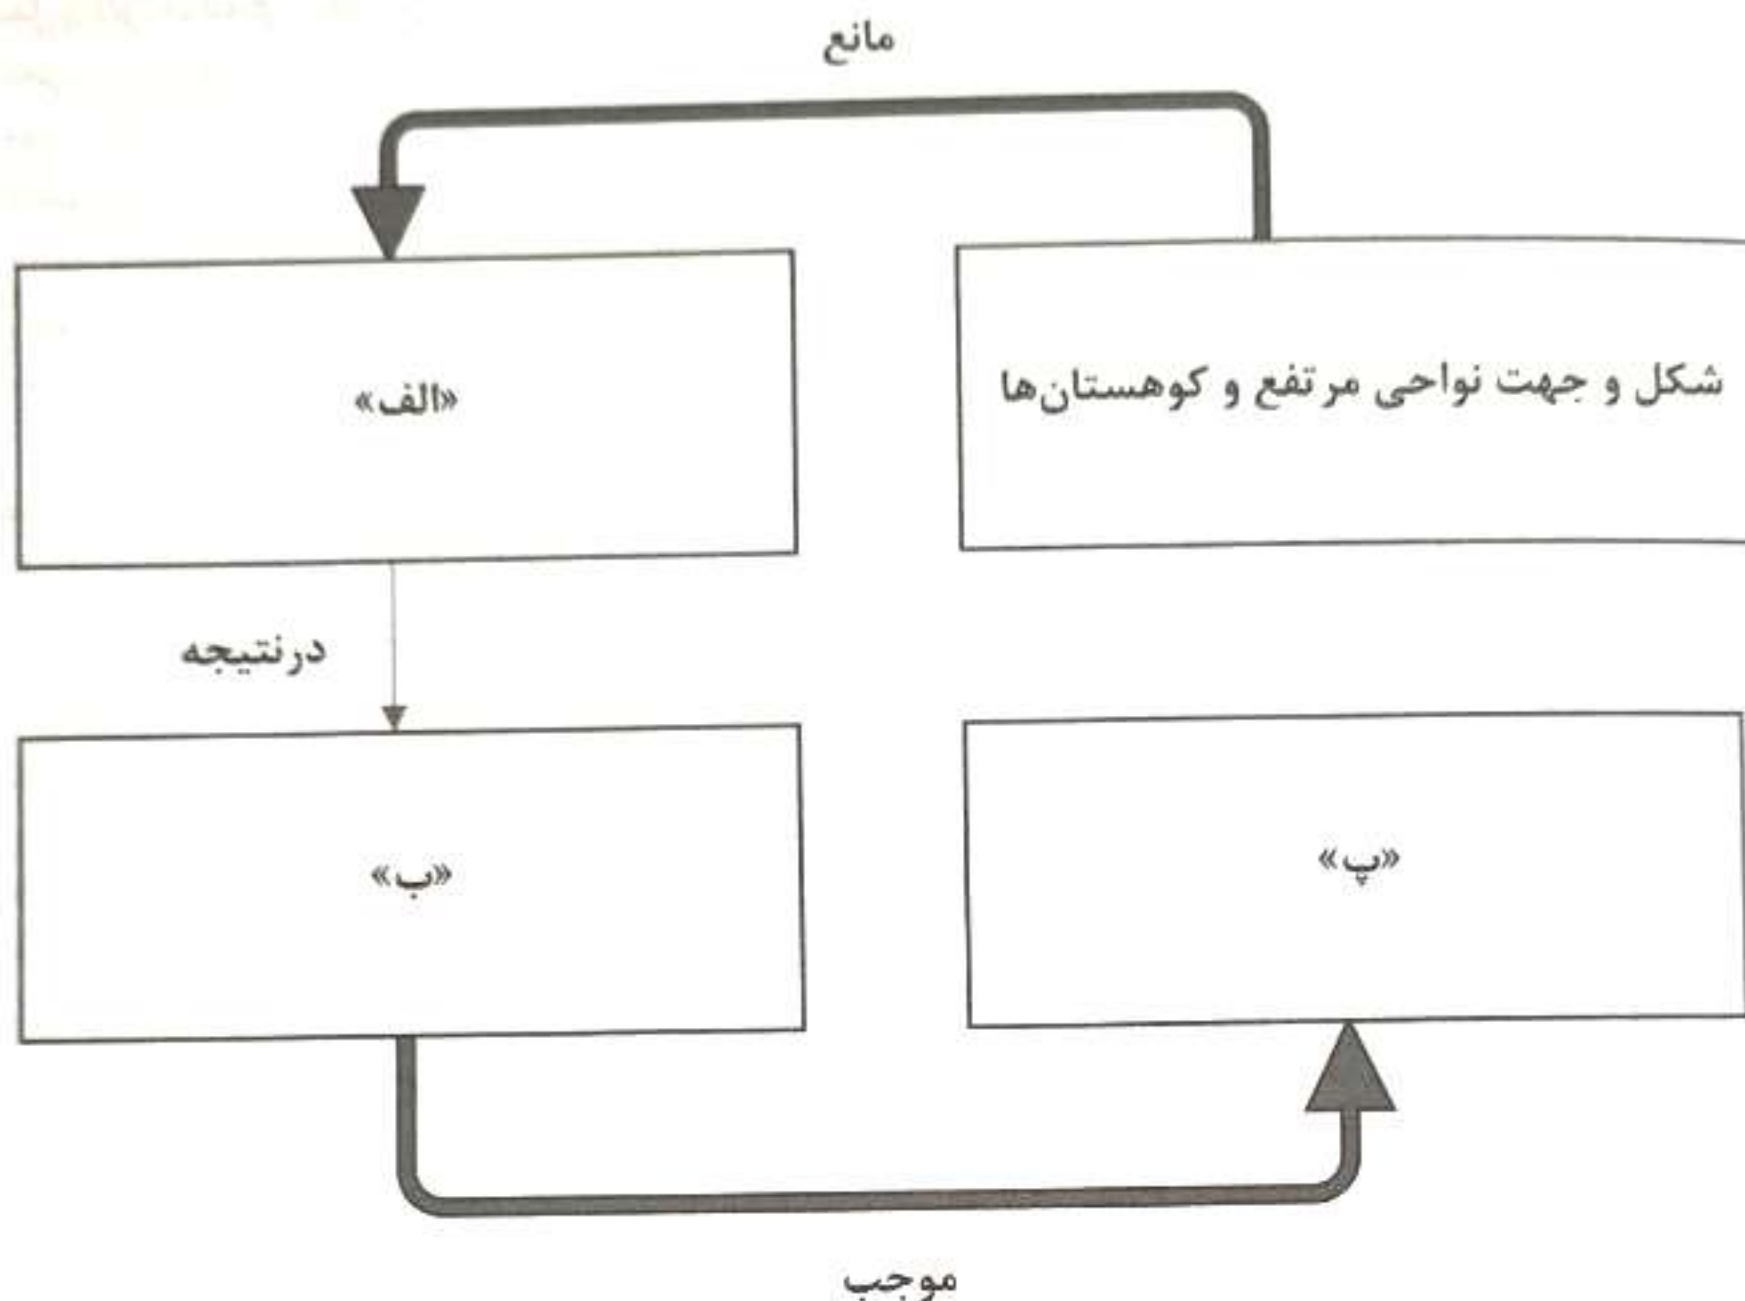 مانع
شکل و جهت نواحی مرتفع و کوهستان‌ها
«الف»
درنتیجه
«پ»
«ب»
موجب